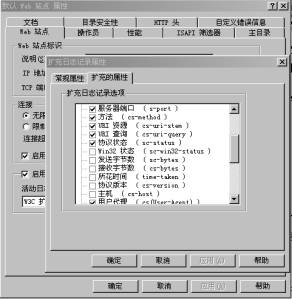 默认 Web 站点 属性
文档 目录安全性 HTTP 头 自定义错误信息
Web 站点 操作员 性能 ISAPI 筛选器 主目录
Web 站点标识
说明(
IP 地
TCP 端
连接
无限
限制
连接超
启用
启用
活动日
W3C 扩
扩充日志记录属性
常规属性 扩充的属性
扩充日志记录选项
服务器端口 ( s-port )
方法 ( cs-method )
URI 资源 ( cs-uri-stem )
URI 查询 ( cs-uri-query )
协议状态 ( sc-status )
Win32 状态 ( sc-win32-status )
发送字节数 ( sc-bytes )
接收字节数 ( cs-bytes )
所花时间 ( time-taken )
协议版本 ( cs-version )
主机 ( cs-host )
用户代理 ( cs(User-Agent) )
确定 取消 应用(A) 帮助
确定 取消 应用(A) 帮助